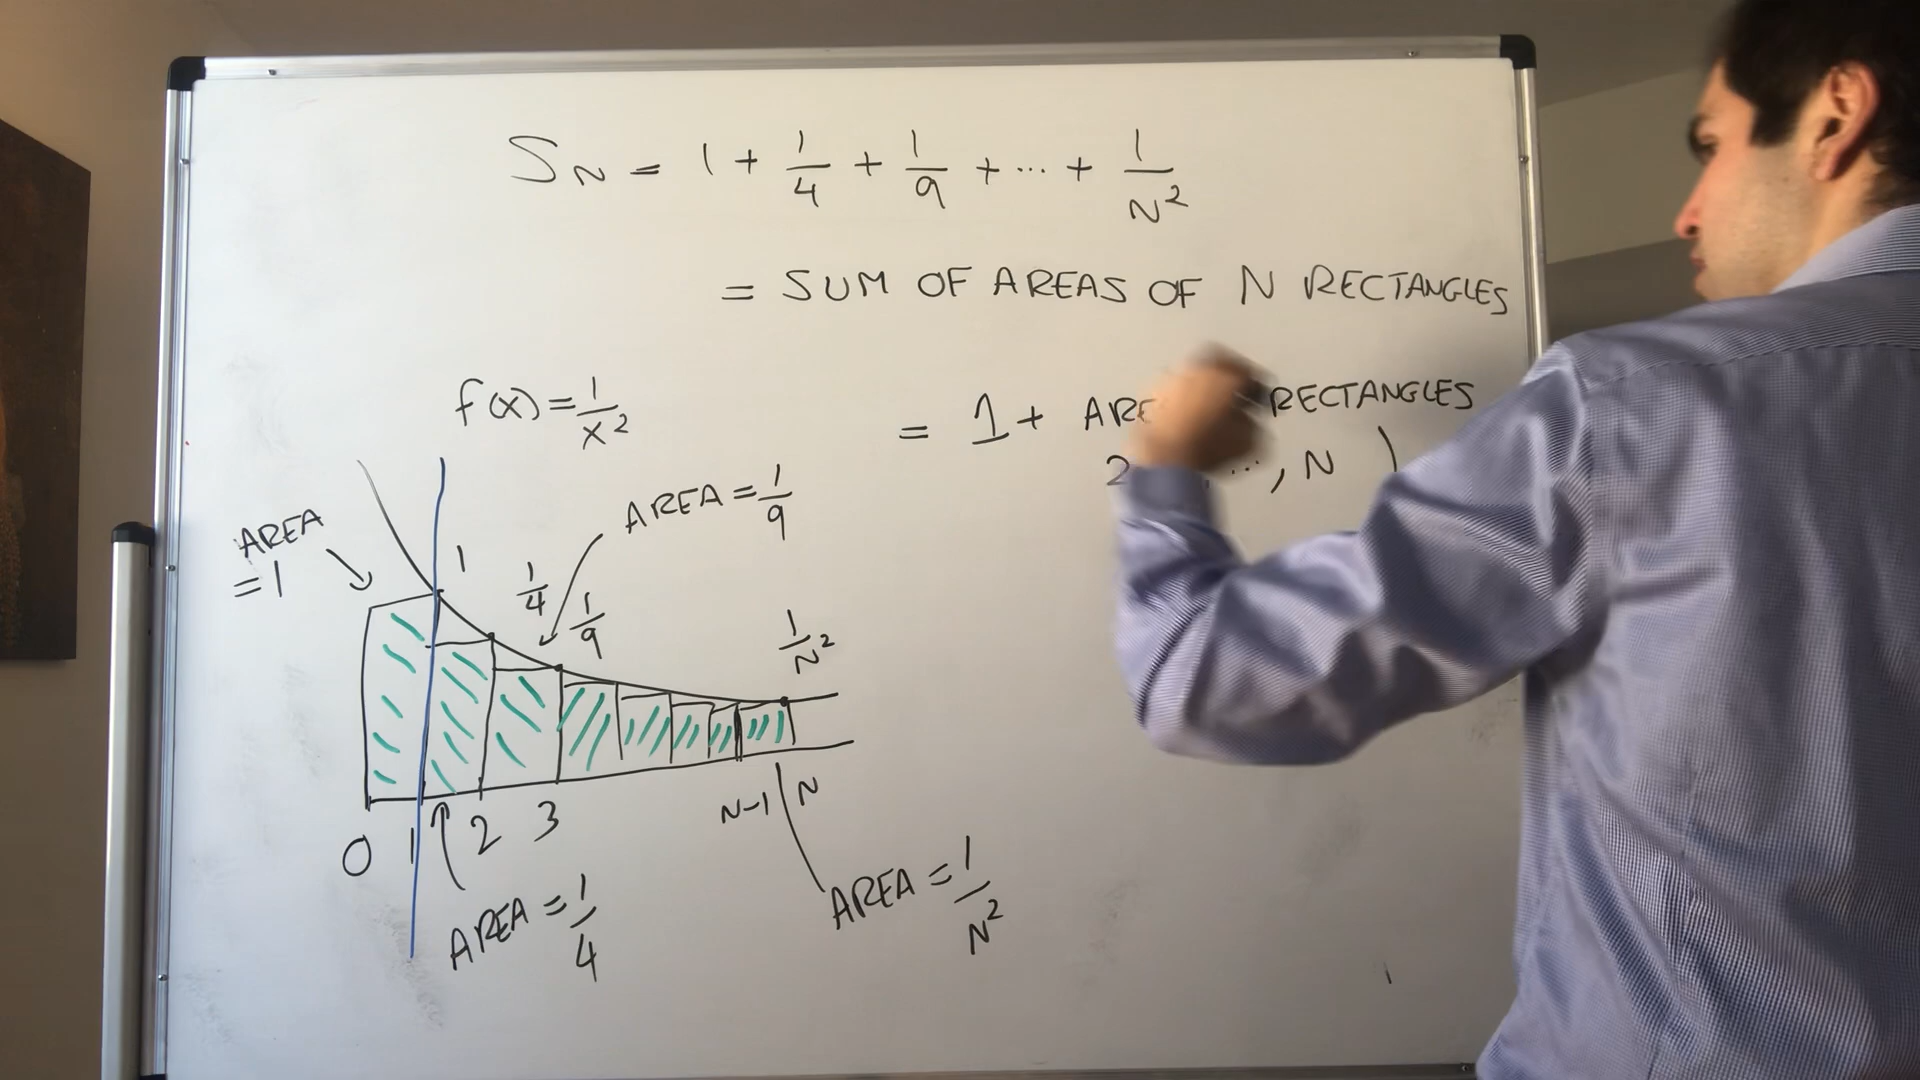 S_N = 1 + 1/4 + 1/9 + ... + 1/N²
= SUM OF AREAS OF N RECTANGLES
f(x) = 1/x²
= 1 + RECTANGLES
2 ..., N )
AREA = 1/9
AREA
= 1
1
1/4
1/9
1/N²
0 1 2 3 N-1 N
AREA = 1/4
AREA = 1/N²